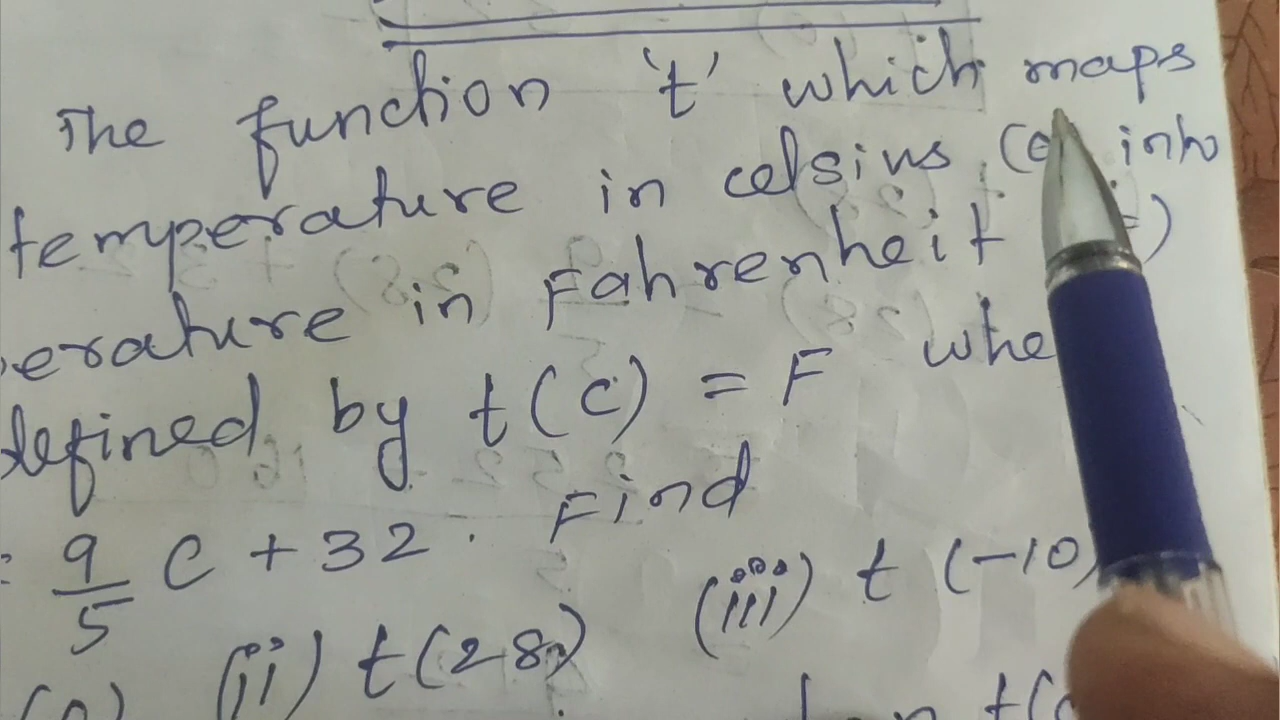 The function 't' which maps
temperature in celsius into
erature in Fahrenheit )
defined by t(c) = F whe
= 9/5 C + 32. Find
(ii) t(28) (iii) t(-10)